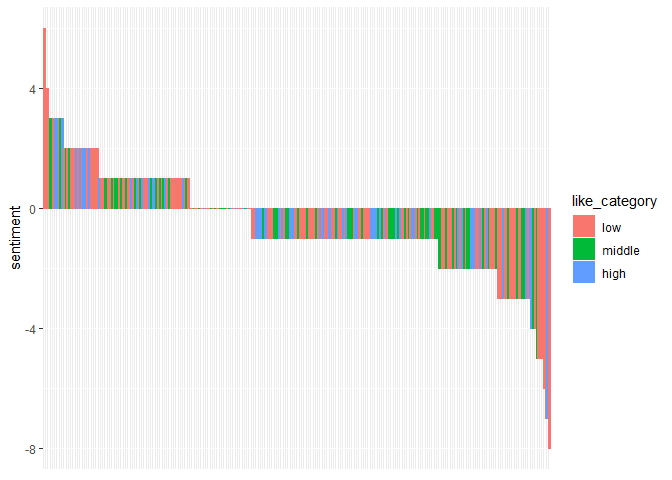 4
0
-4
-8
sentiment
like_category
low
middle
high